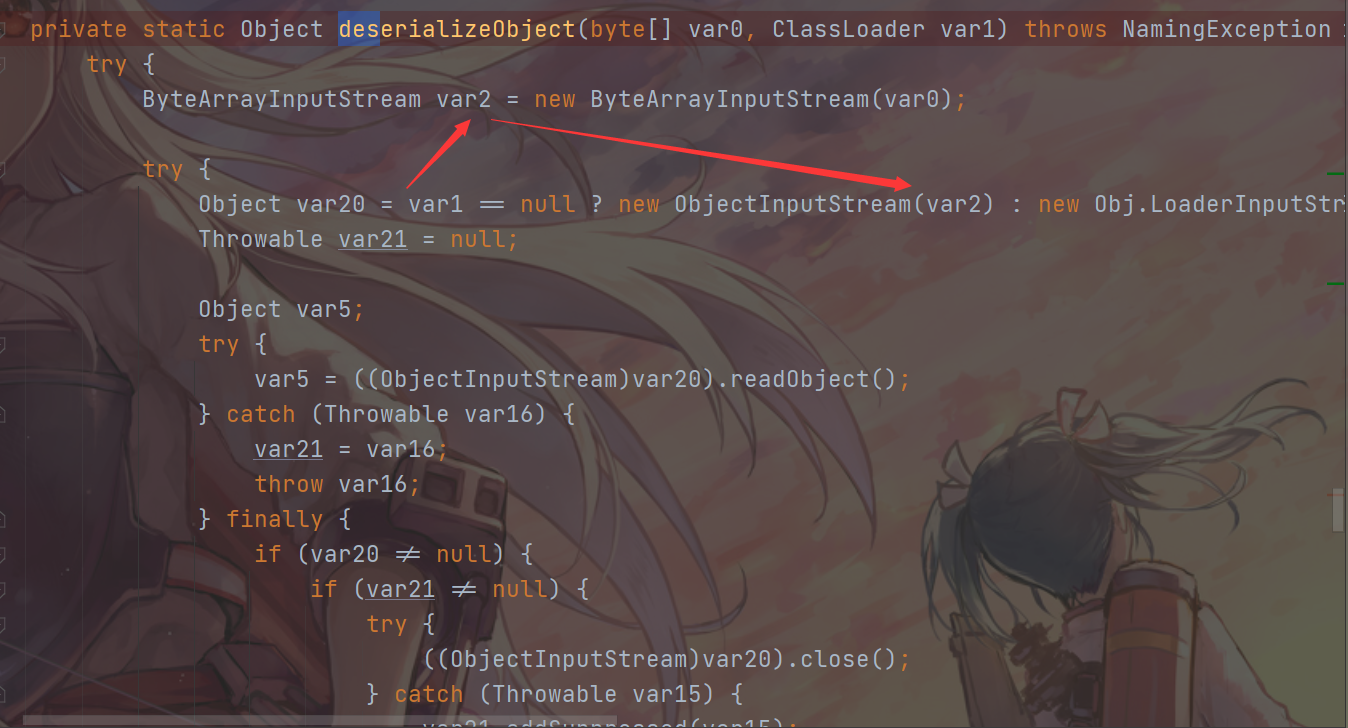 private static Object deserializeObject(byte[] var0, ClassLoader var1) throws NamingException
try {
ByteArrayInputStream var2 = new ByteArrayInputStream(var0);
try {
Object var20 = var1 == null ? new ObjectInputStream(var2) : new Obj.LoaderInputStr
Throwable var21 = null;
Object var5;
try {
var5 = ((ObjectInputStream)var20).readObject();
} catch (Throwable var16) {
var21 = var16;
throw var16;
} finally {
if (var20 != null) {
if (var21 != null) {
try {
((ObjectInputStream)var20).close();
} catch (Throwable var15) {
var21.addSuppressed(var15);